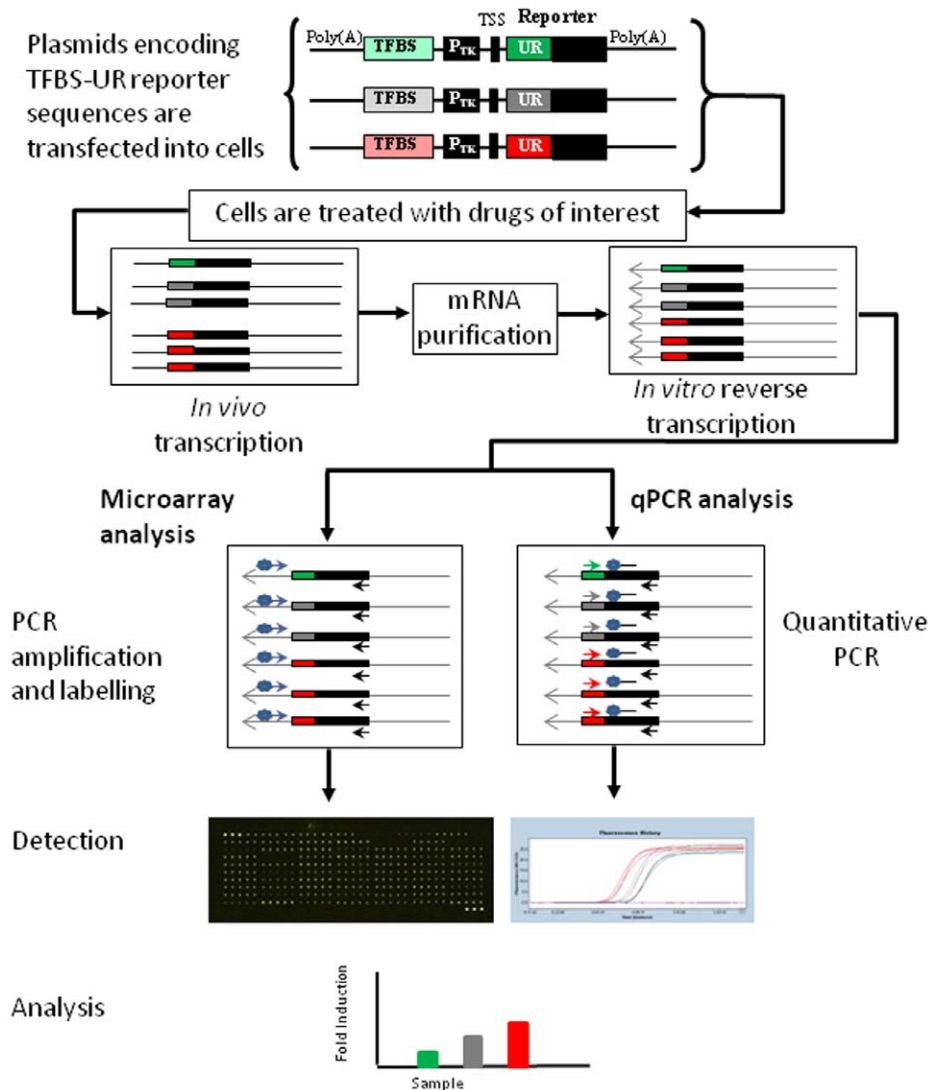 TSS Reporter
Poly(A) TFBS PTK UR Poly(A)
Plasmids encoding
TFBS-UR reporter
sequences are
transfected into cells
TFBS PTK UR
TFBS PTK UR
Cells are treated with drugs of interest
mRNA
purification
In vivo
transcription
In vitro reverse
transcription
Microarray
analysis
qPCR analysis
PCR
amplification
and labelling
Quantitative
PCR
Detection
Fluorescence History
Analysis
Fold Induction
Sample